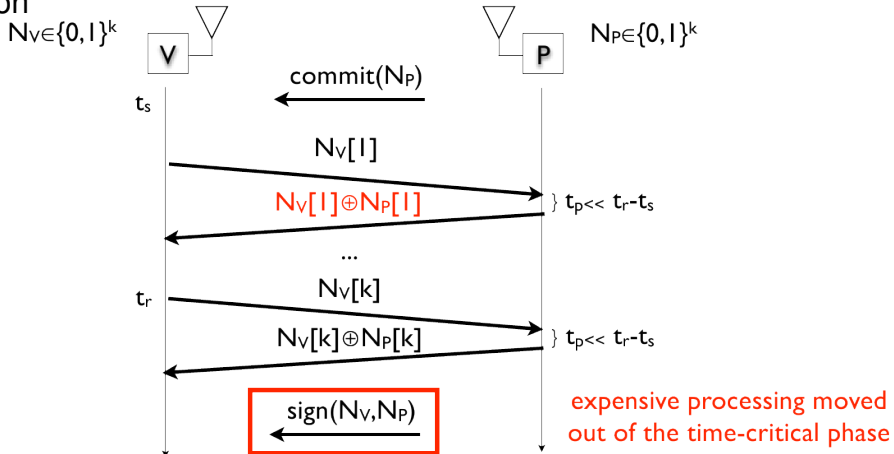 on
Nᵥ∈{0,1}ᵏ
V
P
Nₚ∈{0,1}ᵏ
commit(Nₚ)
tₛ
Nᵥ[1]
Nᵥ[1]⊕Nₚ[1]
} tₚ<< tᵣ-tₛ
...
tᵣ
Nᵥ[k]
Nᵥ[k]⊕Nₚ[k]
} tₚ<< tᵣ-tₛ
sign(Nᵥ,Nₚ)
expensive processing moved
out of the time-critical phase